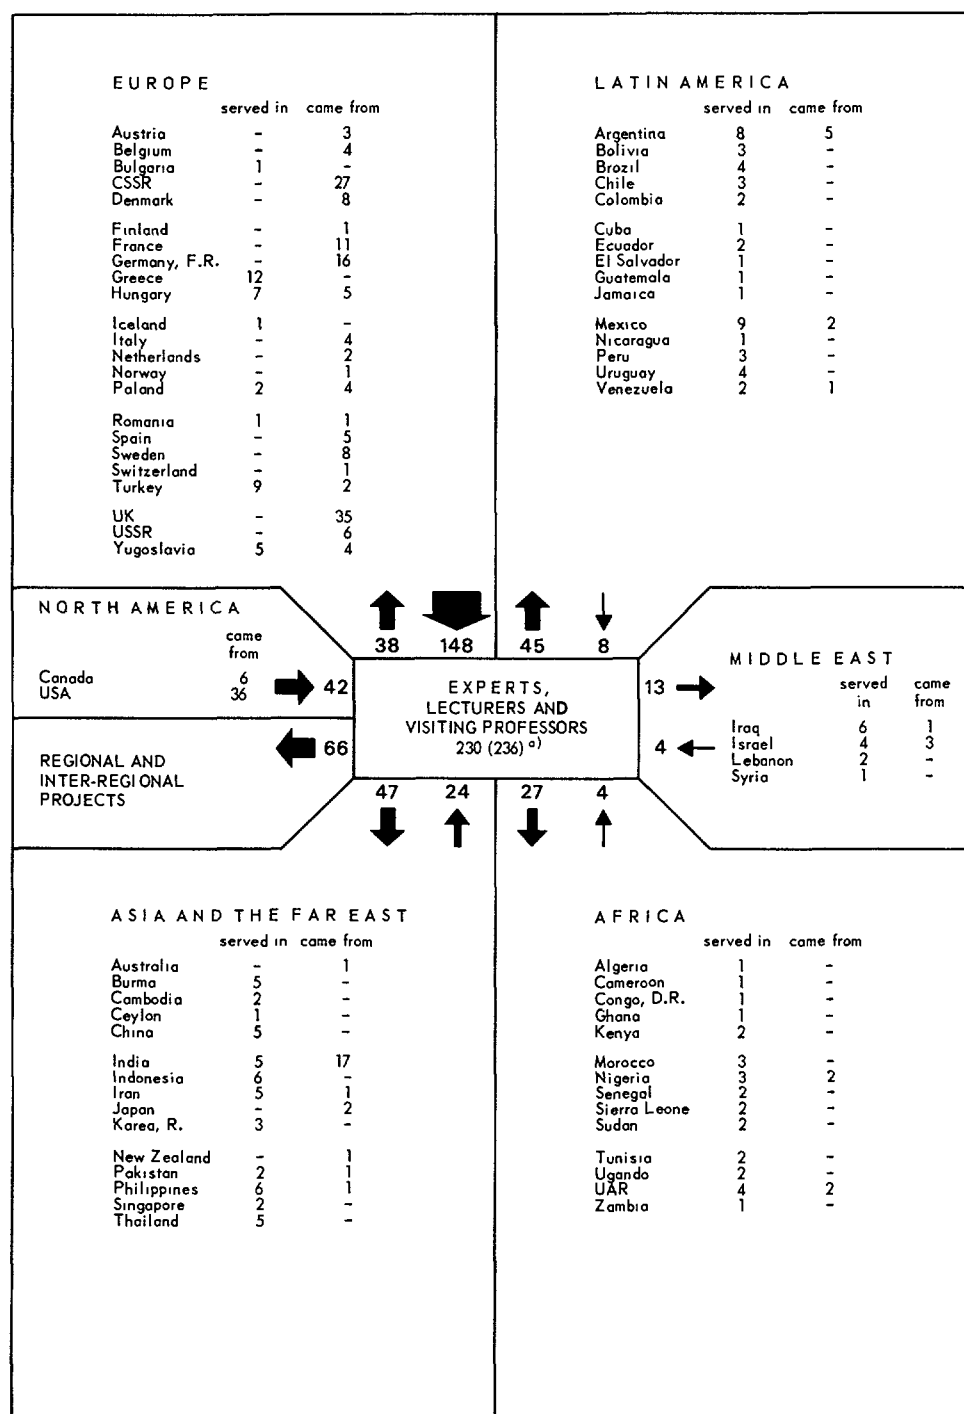 EUROPE
served in came from
Austria - 3
Belgium - 4
Bulgaria 1 -
CSSR - 27
Denmark - 8
Finland - 1
France - 11
Germany, F.R. - 16
Greece 12 -
Hungary 7 5
Iceland 1 -
Italy - 4
Netherlands - 2
Norway - 1
Poland 2 4
Romania 1 1
Spain - 5
Sweden - 8
Switzerland - 1
Turkey 9 2
UK - 35
USSR - 6
Yugoslavia 5 4
LATIN AMERICA
served in came from
Argentina 8 5
Bolivia 3 -
Brazil 4 -
Chile 3 -
Colombia 2 -
Cuba 1 -
Ecuador 2 -
El Salvador 1 -
Guatemala 1 -
Jamaica 1 -
Mexico 9 2
Nicaragua 1 -
Peru 3 -
Uruguay 4 -
Venezuela 2 1
NORTH AMERICA
came
from
Canada 6
USA 36
42
38 148 45 8
EXPERTS,
LECTURERS AND
VISITING PROFESSORS
230 (236) a)
66
REGIONAL AND
INTER-REGIONAL
PROJECTS
13
4
MIDDLE EAST
served came
in from
Iraq 6 1
Israel 4 3
Lebanon 2 -
Syria 1 -
47 24 27 4
ASIA AND THE FAR EAST
served in came from
Australia - 1
Burma 5 -
Cambodia 2 -
Ceylon 1 -
China 5 -
India 5 17
Indonesia 6 -
Iran 5 1
Japan - 2
Korea, R. 3 -
New Zealand - 1
Pakistan 2 1
Philippines 6 1
Singapore 2 -
Thailand 5 -
AFRICA
served in came from
Algeria 1 -
Cameroon 1 -
Congo, D.R. 1 -
Ghana 1 -
Kenya 2 -
Morocco 3 -
Nigeria 3 2
Senegal 2 -
Sierra Leone 2 -
Sudan 2 -
Tunisia 2 -
Uganda 2 -
UAR 4 2
Zambia 1 -